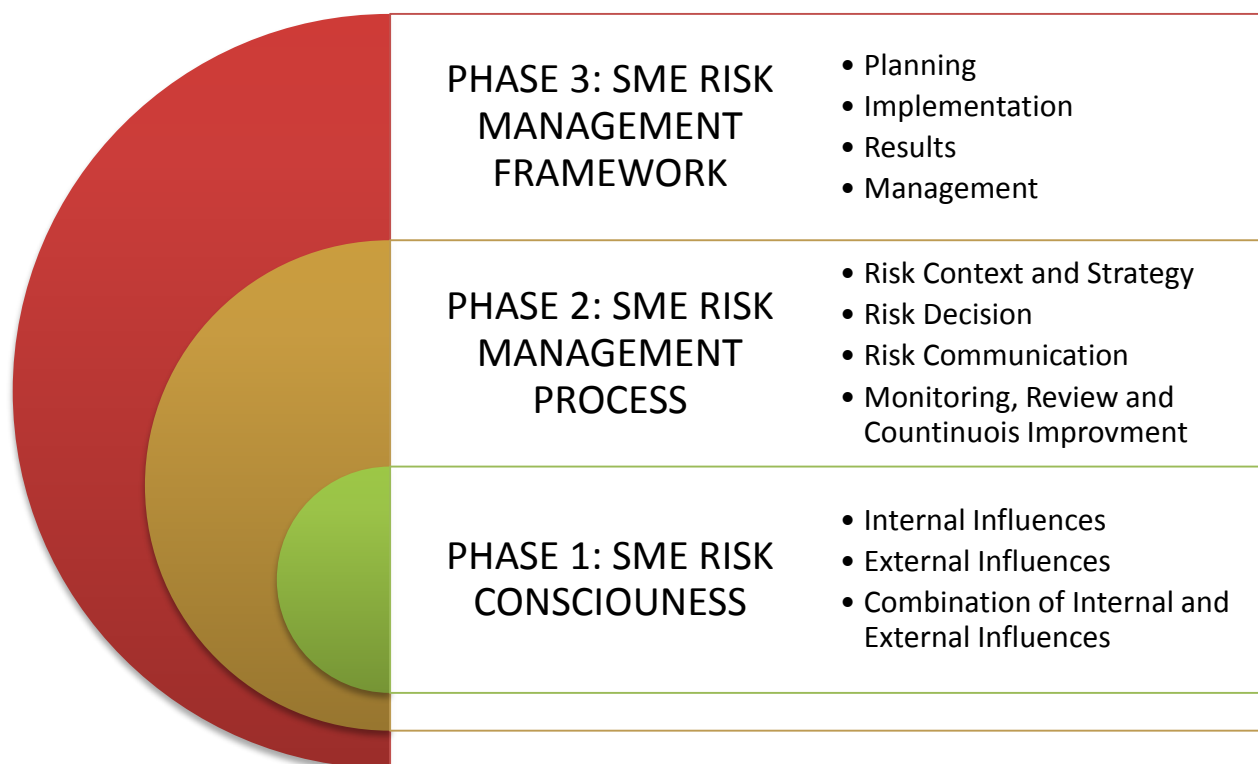 PHASE 3: SME RISK
MANAGEMENT
FRAMEWORK
• Planning
• Implementation
• Results
• Management
PHASE 2: SME RISK
MANAGEMENT
PROCESS
• Risk Context and Strategy
• Risk Decision
• Risk Communication
• Monitoring, Review and
Countinuois Improvment
PHASE 1: SME RISK
CONSCIOUNESS
• Internal Influences
• External Influences
• Combination of Internal and
External Influences